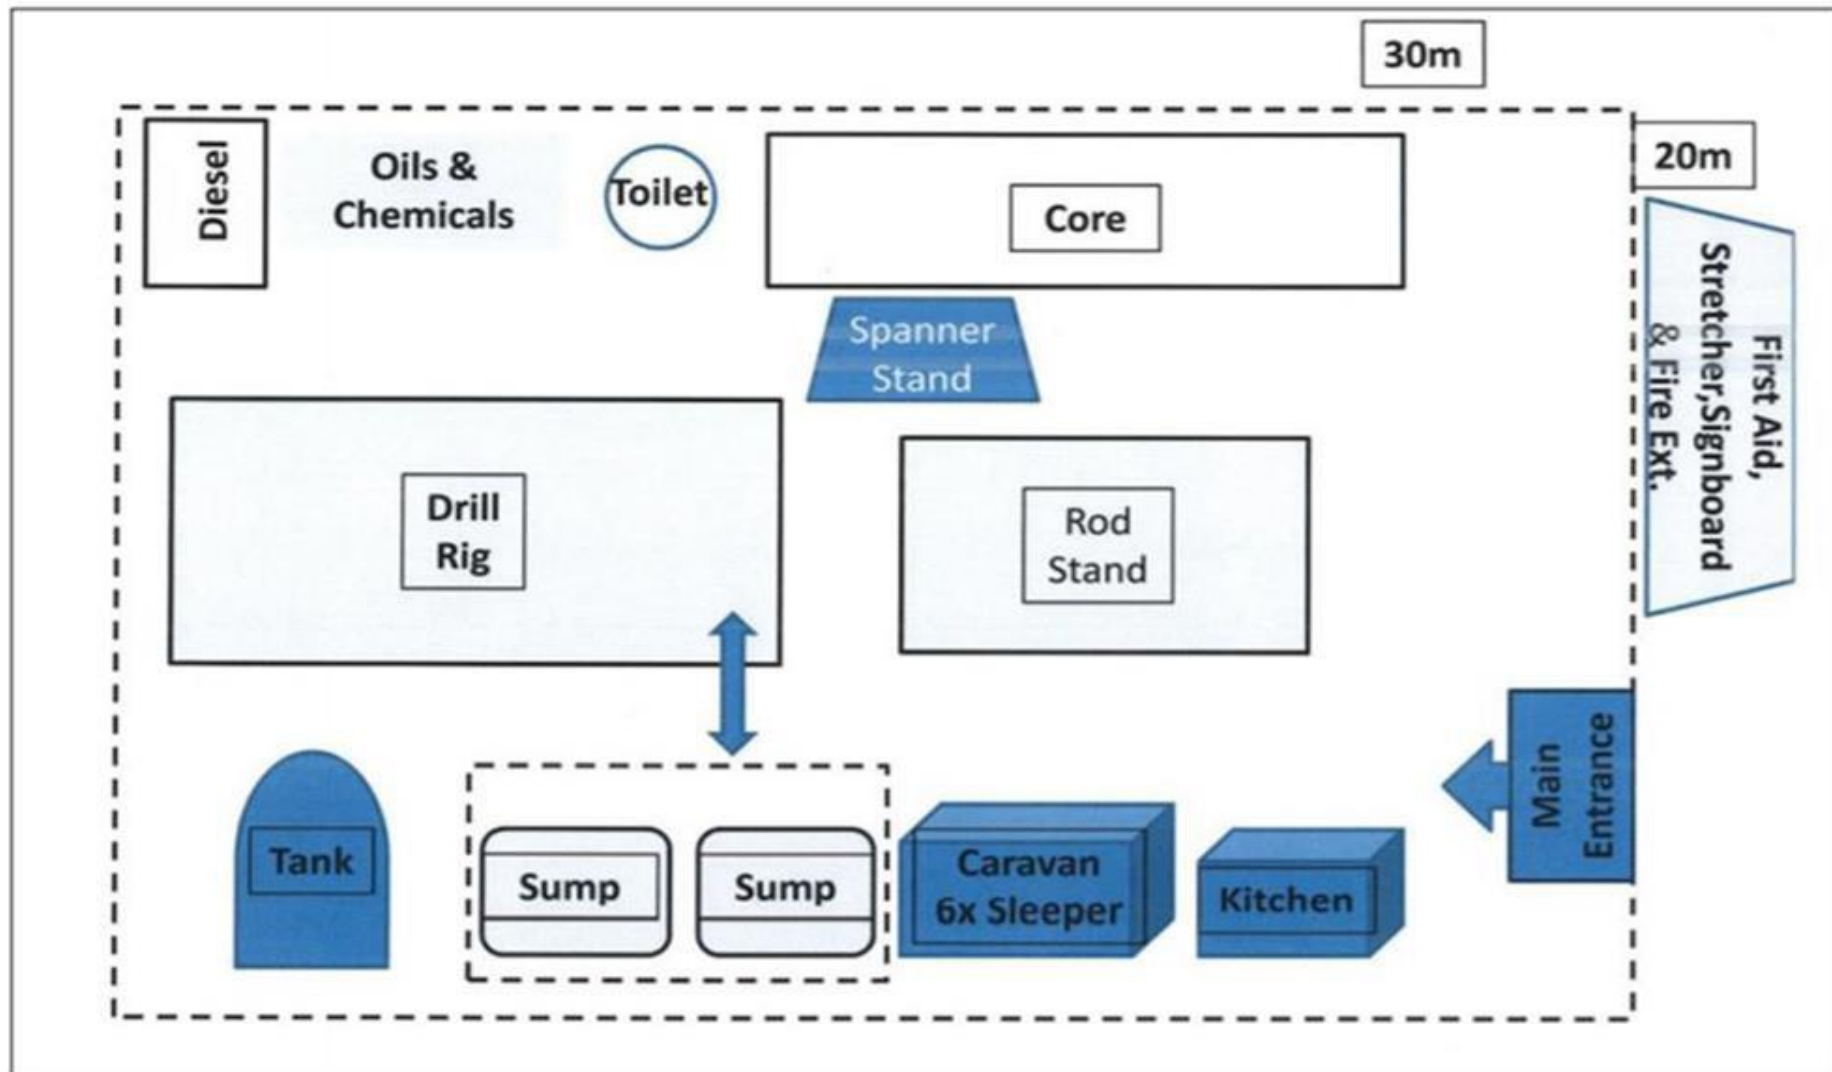 30m
20m
Diesel
Oils &
Chemicals
Toilet
Core
First Aid,
Stretcher,Signboard
& Fire Ext.
Spanner
Stand
Drill
Rig
Rod
Stand
Main
Entrance
Tank
Sump
Sump
Caravan
6x Sleeper
Kitchen